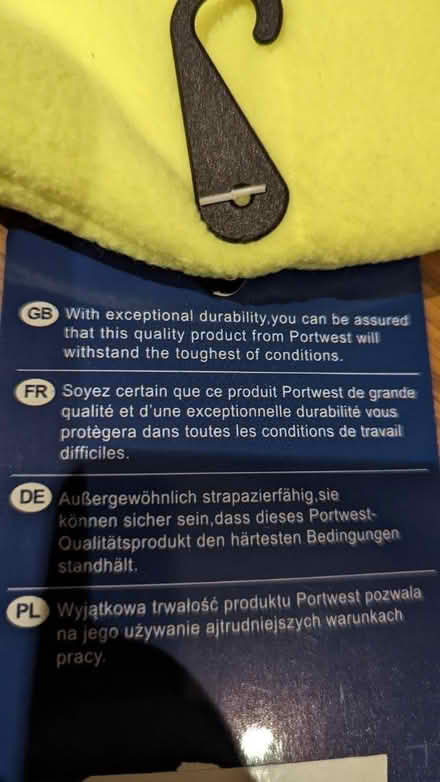 GB With exceptional durability,you can be assured
that this quality product from Portwest will
withstand the toughest of conditions.
FR Soyez certain que ce produit Portwest de grande
qualité et d'une exceptionnelle durabilité vous
protègera dans toutes les conditions de travail
difficiles.
DE Außergewöhnlich strapazierfähig,sie
können sicher sein,dass dieses Portwest-
Qualitätsprodukt den härtesten Bedingungen
standhält.
PL Wyjątkowa trwałość produktu Portwest pozwala
na jego używanie ajtrudniejszych warunkach
pracy.